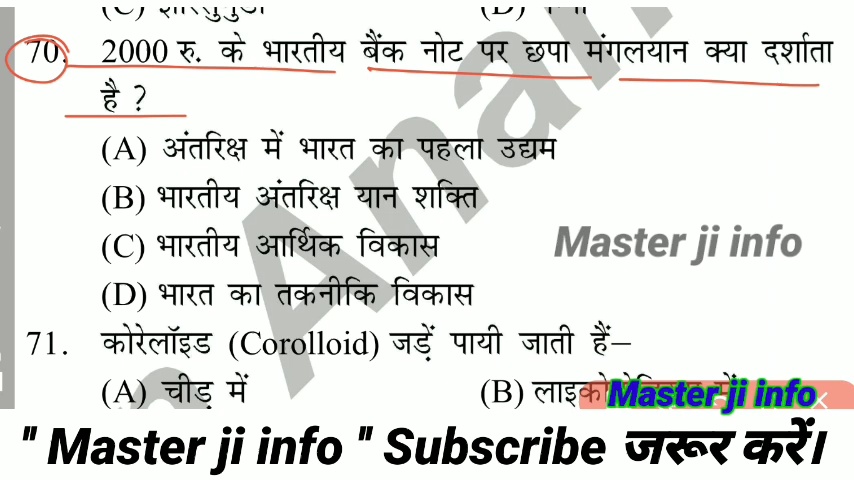 70. 2000 रु. के भारतीय बैंक नोट पर छपा मंगलयान क्या दर्शाता
है ?
(A) अंतरिक्ष में भारत का पहला उद्यम
(B) भारतीय अंतरिक्ष यान शक्ति
(C) भारतीय आर्थिक विकास
Master ji info
(D) भारत का तकनीकि विकास
71. कोरेलॉइड (Corolloid) जड़ें पायी जाती हैं–
(A) चीड़ में
(B)
Master ji info
" Master ji info " Subscribe जरूर करें।